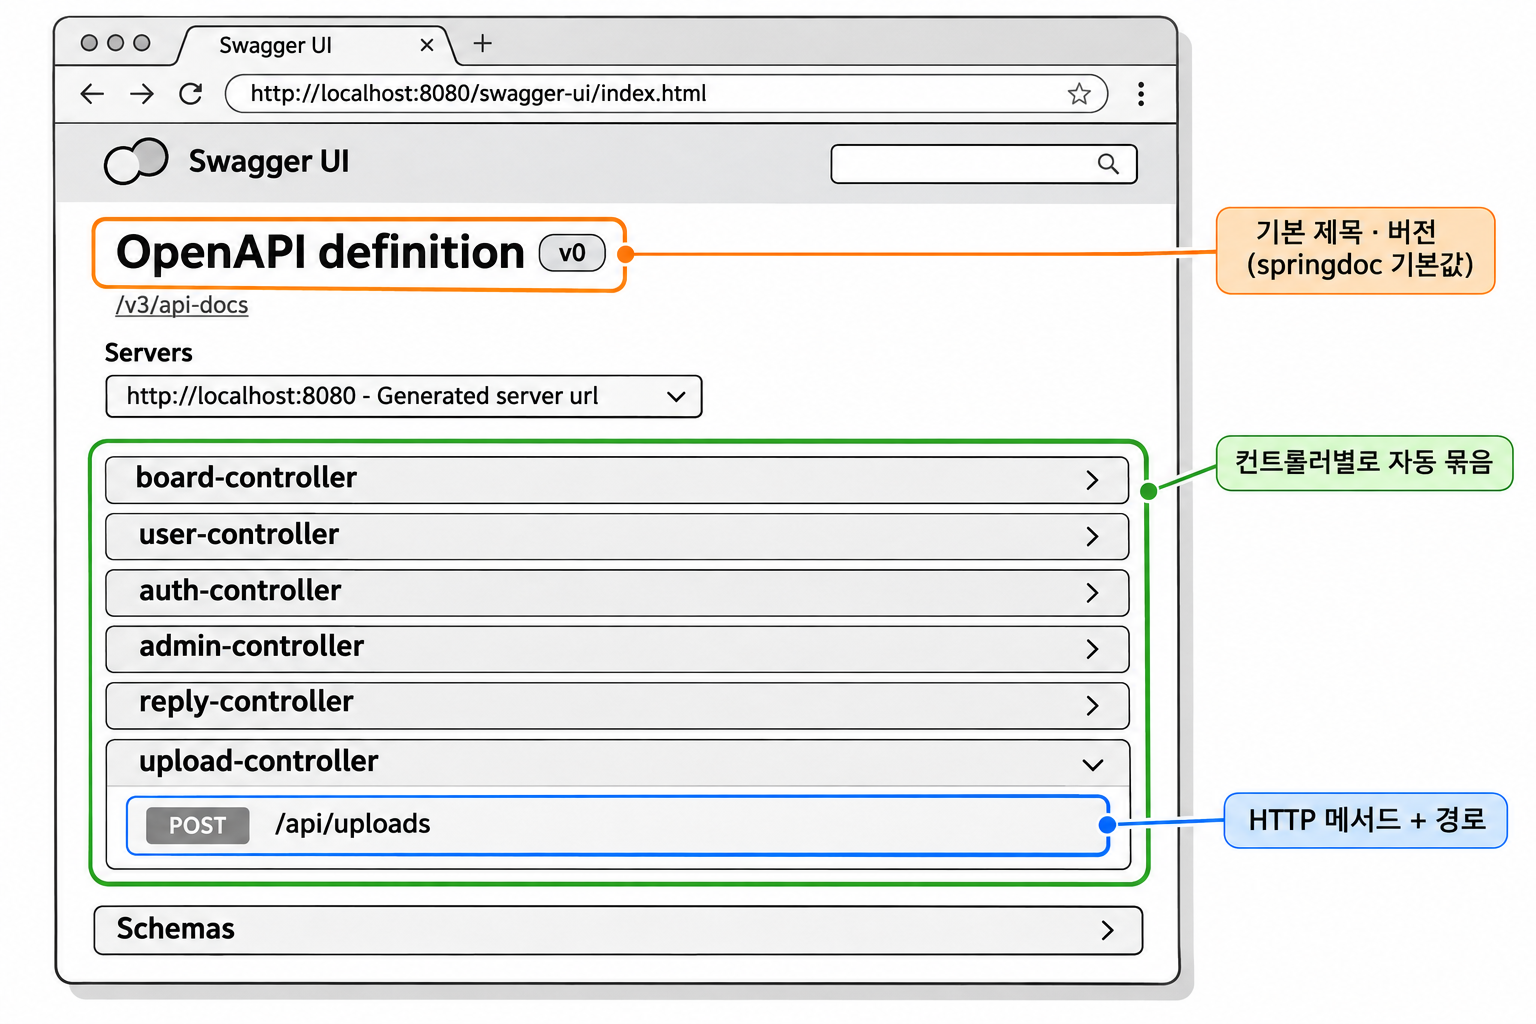 Swagger UI
http://localhost:8080/swagger-ui/index.html
Swagger UI
OpenAPI definition v0
기본 제목 · 버전
(springdoc 기본값)
/v3/api-docs
Servers
http://localhost:8080 - Generated server url
컨트롤러별로 자동 묶음
board-controller
user-controller
auth-controller
admin-controller
reply-controller
upload-controller
POST /api/uploads
HTTP 메서드 + 경로
Schemas